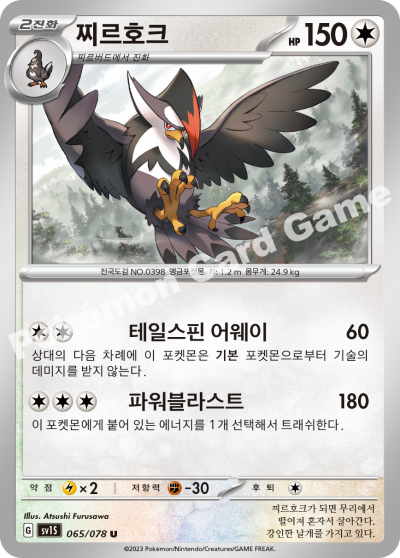 2진화
찌르호크
HP 150
찌르버드에서 진화
전국도감 NO.0398 맹금포켓몬 키: 1.2 m 몸무게: 24.9 kg
테일스핀 어웨이 60
상대의 다음 차례에 이 포켓몬은 기본 포켓몬으로부터 기술의
데미지를 받지 않는다.
파워블라스트 180
이 포켓몬에게 붙어 있는 에너지를 1개 선택해서 트래쉬한다.
약점 ×2 저항력 -30 후퇴
Illus. Atsushi Furusawa
G sv1S 065/078 U
찌르호크가 되면 무리에서
떨어져 혼자서 살아간다.
강인한 날개를 가지고 있다.
©2023 Pokémon/Nintendo/Creatures/GAME FREAK.
Pokémon Card Game